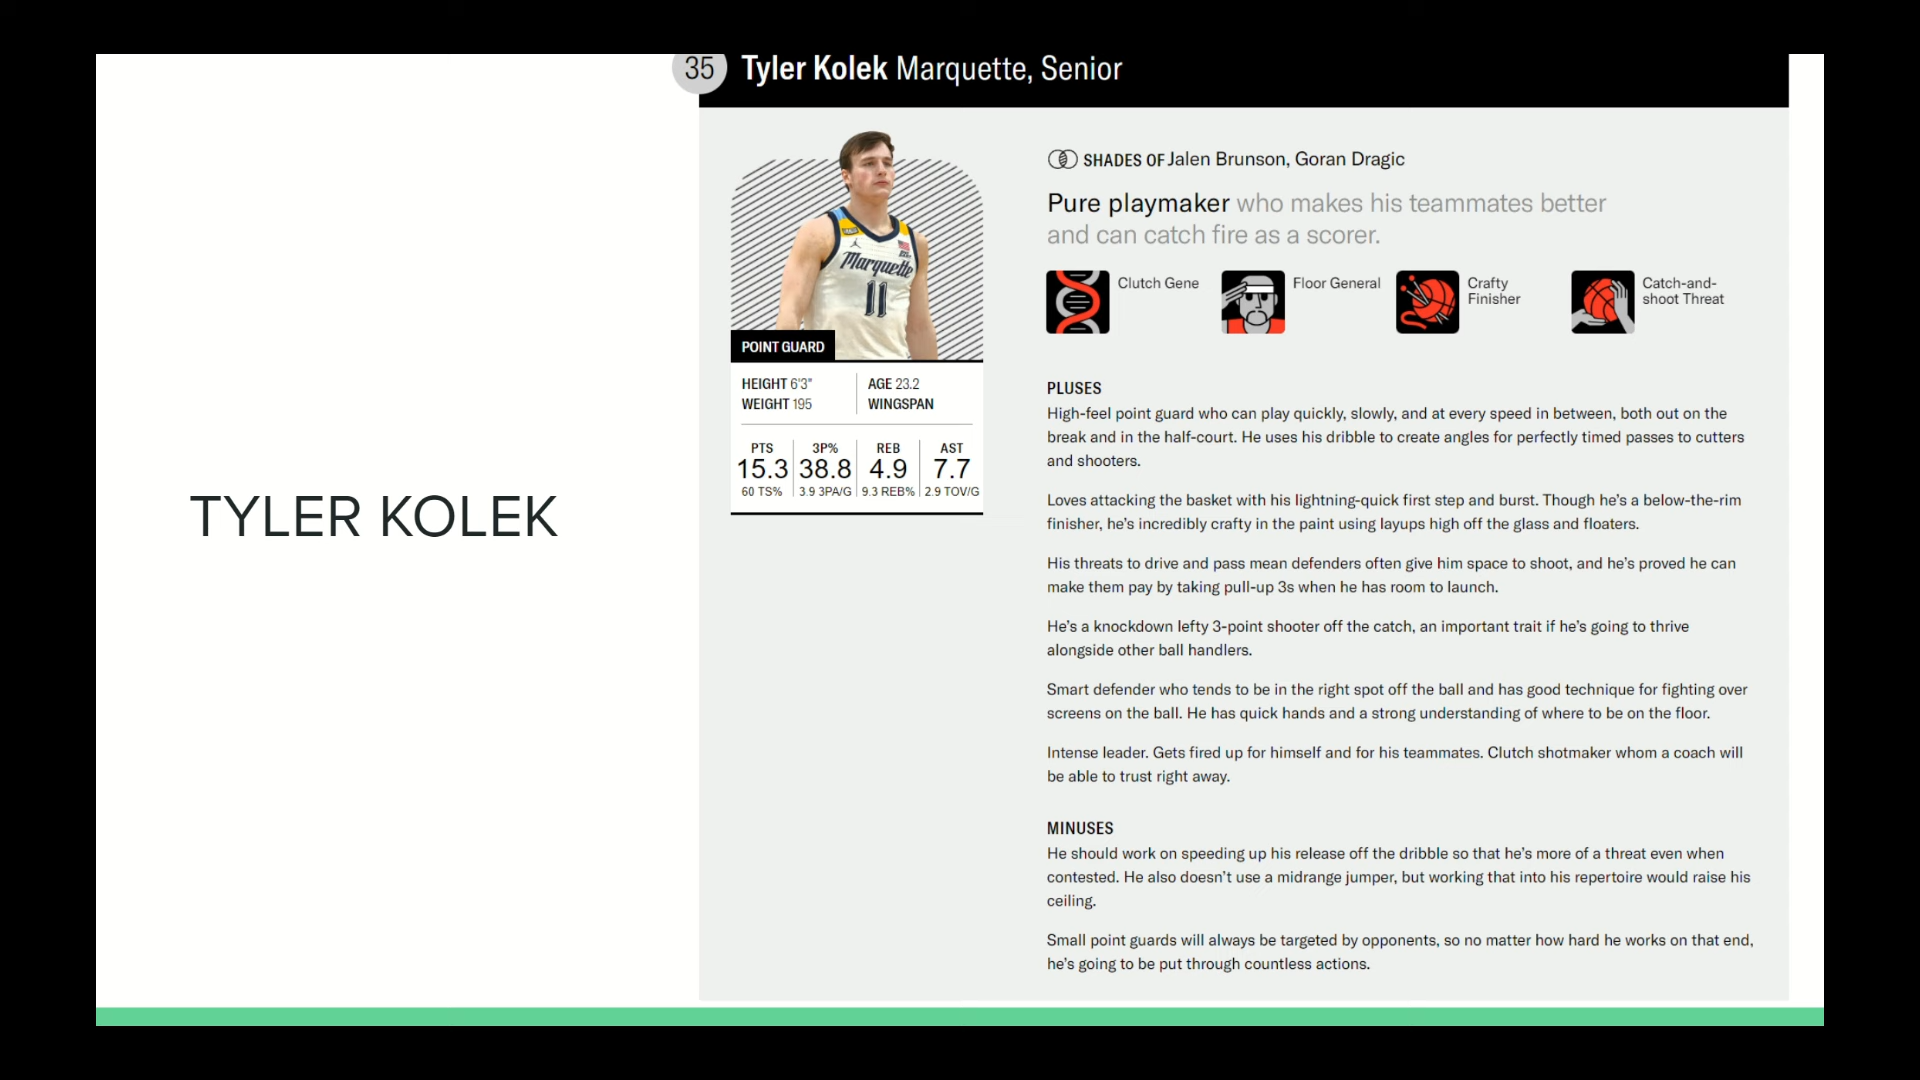 TYLER KOLEK
35 Tyler Kolek Marquette, Senior
Marquette
11
POINT GUARD
HEIGHT 6'3" AGE 23.2
WEIGHT 195 WINGSPAN
PTS 3P% REB AST
15.3 38.8 4.9 7.7
60 TS% 3.9 3PA/G 9.3 REB% 2.9 TOV/G
SHADES OF Jalen Brunson, Goran Dragic
Pure playmaker who makes his teammates better
and can catch fire as a scorer.
Clutch Gene Floor General Crafty Catch-and-
Finisher shoot Threat
PLUSES
High-feel point guard who can play quickly, slowly, and at every speed in between, both out on the
break and in the half-court. He uses his dribble to create angles for perfectly timed passes to cutters
and shooters.
Loves attacking the basket with his lightning-quick first step and burst. Though he's a below-the-rim
finisher, he's incredibly crafty in the paint using layups high off the glass and floaters.
His threats to drive and pass mean defenders often give him space to shoot, and he's proved he can
make them pay by taking pull-up 3s when he has room to launch.
He's a knockdown lefty 3-point shooter off the catch, an important trait if he's going to thrive
alongside other ball handlers.
Smart defender who tends to be in the right spot off the ball and has good technique for fighting over
screens on the ball. He has quick hands and a strong understanding of where to be on the floor.
Intense leader. Gets fired up for himself and for his teammates. Clutch shotmaker whom a coach will
be able to trust right away.
MINUSES
He should work on speeding up his release off the dribble so that he's more of a threat even when
contested. He also doesn't use a midrange jumper, but working that into his repertoire would raise his
ceiling.
Small point guards will always be targeted by opponents, so no matter how hard he works on that end,
he's going to be put through countless actions.